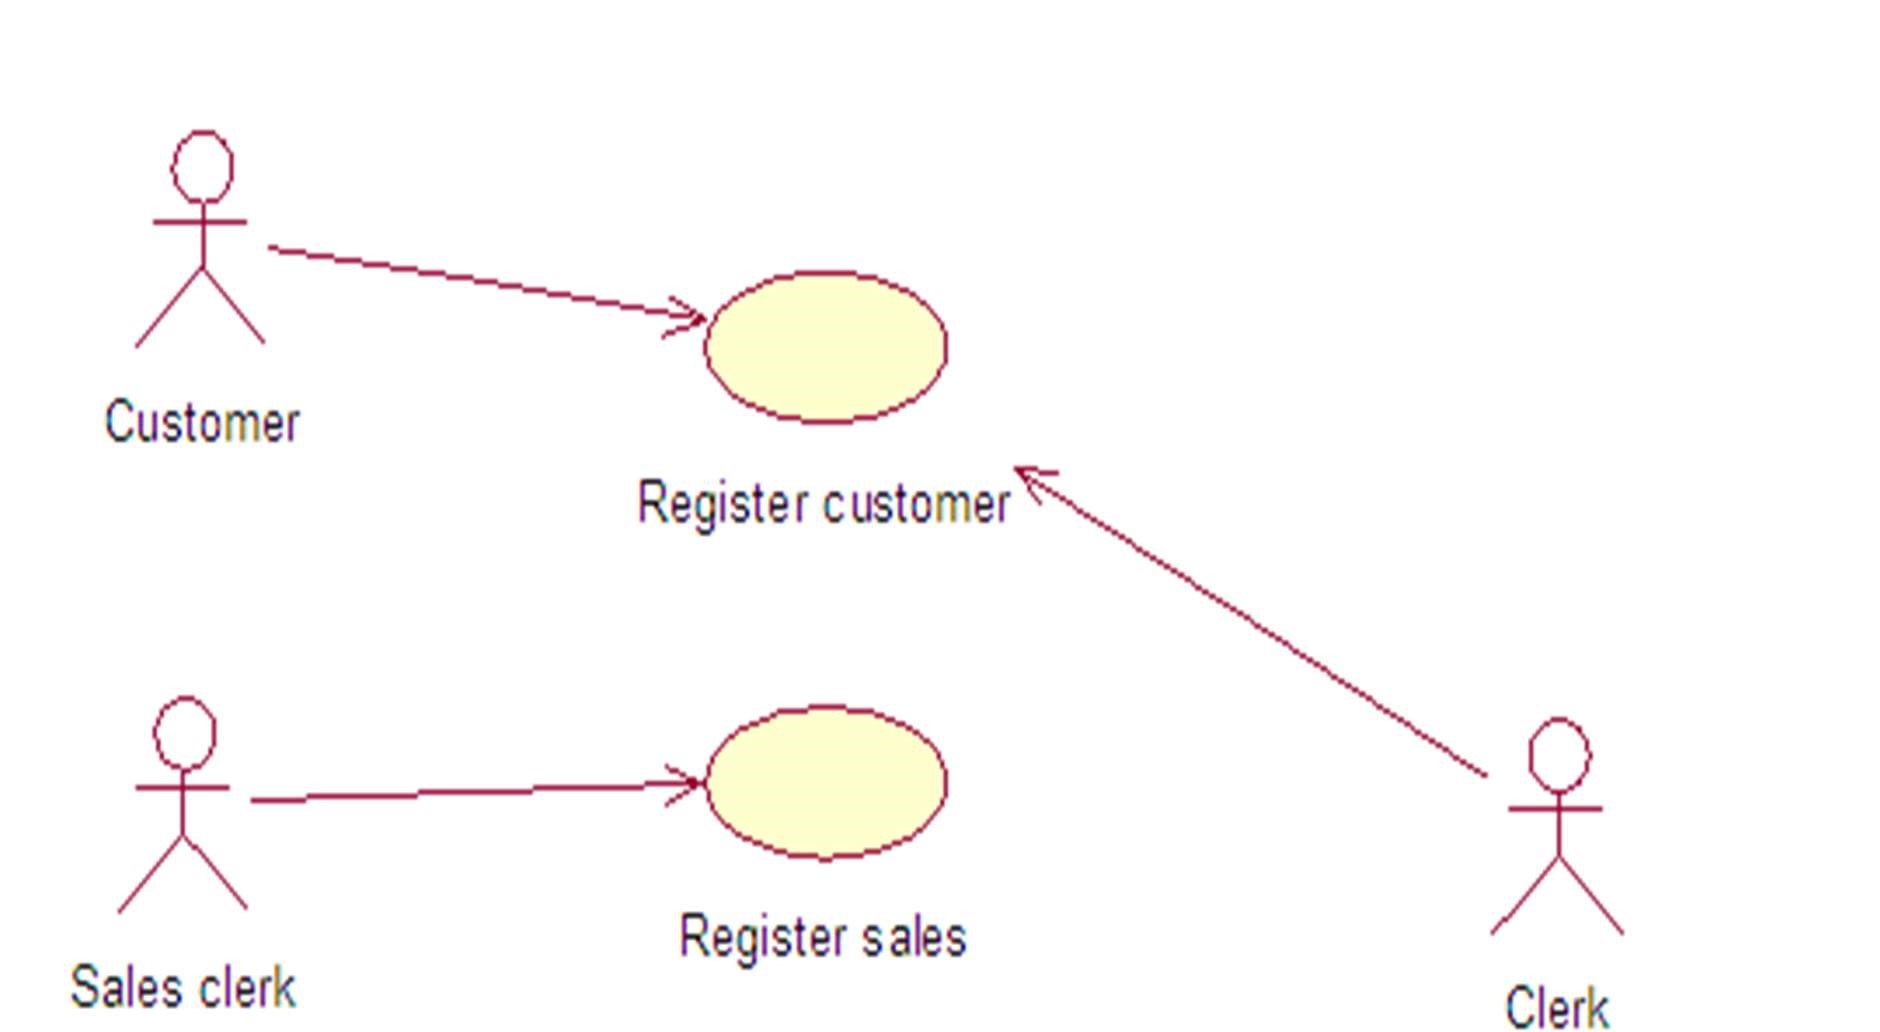 Customer
Register customer
Register sales
Sales clerk
Clerk